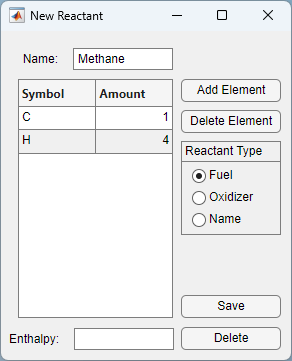 New Reactant
Name: Methane
Symbol Amount
C 1
H 4
Add Element
Delete Element
Reactant Type
Fuel
Oxidizer
Name
Save
Enthalpy:
Delete